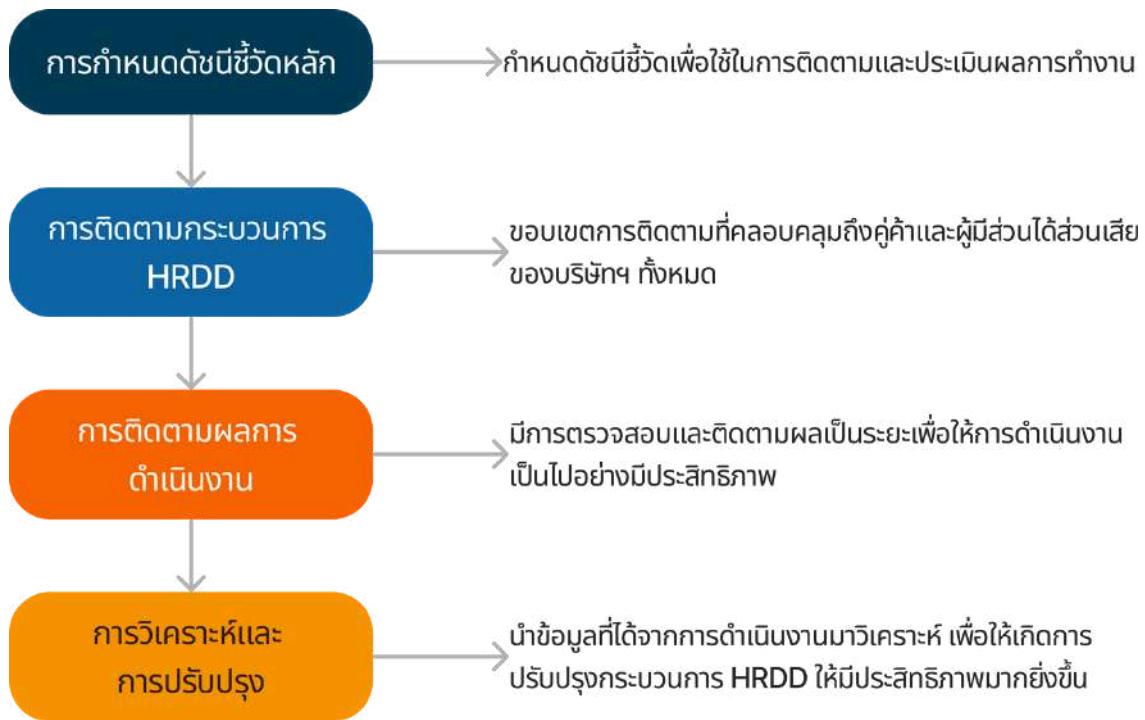 การกำหนดดัชนีชี้วัดหลัก
กำหนดดัชนีชี้วัดเพื่อใช้ในการติดตามและประเมินผลการทำงาน
การติดตามกระบวนการ
HRDD
ขอบเขตการติดตามที่คลอบคลุมถึงคู่ค้าและผู้มีส่วนได้ส่วนเสีย
ของบริษัทฯ ทั้งหมด
การติดตามผลการ
ดำเนินงาน
มีการตรวจสอบและติดตามผลเป็นระยะเพื่อให้การดำเนินงาน
เป็นไปอย่างมีประสิทธิภาพ
การวิเคราะห์และ
การปรับปรุง
นำข้อมูลที่ได้จากการดำเนินงานมาวิเคราะห์ เพื่อให้เกิดการ
ปรับปรุงกระบวนการ HRDD ให้มีประสิทธิภาพมากยิ่งขึ้น